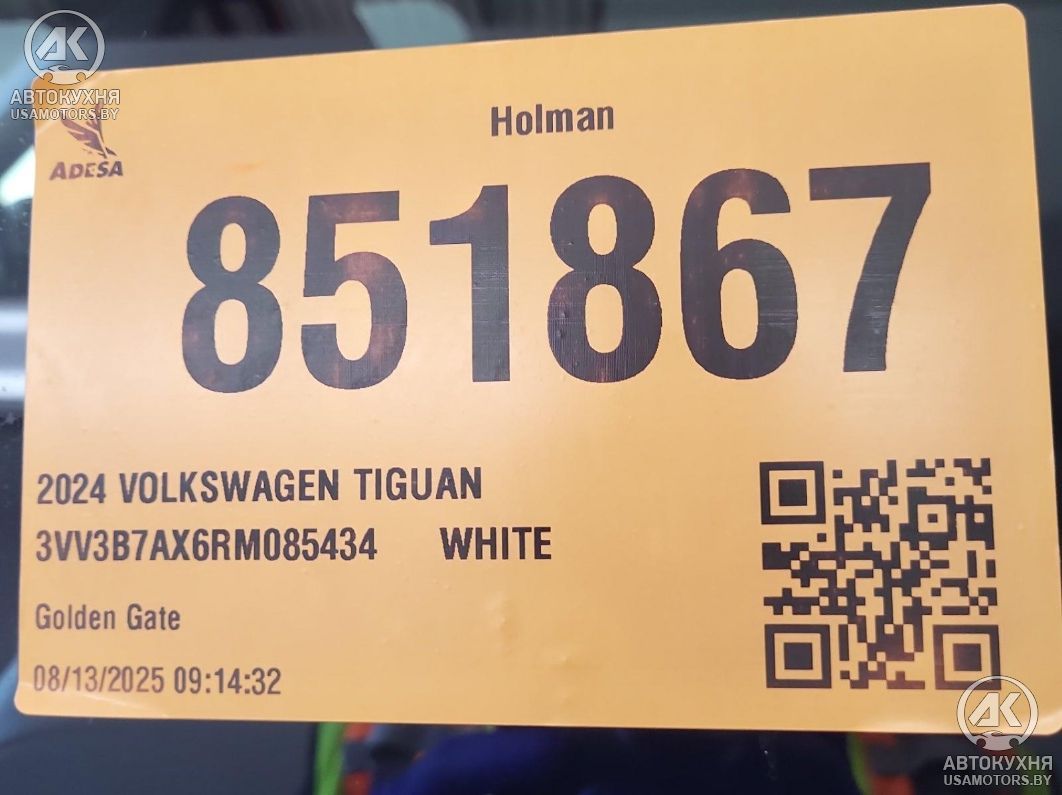 АВТОКУХНЯ
USAMOTORS.BY
ADESA
Holman
851867
2024 VOLKSWAGEN TIGUAN
3VV3B7AX6RM085434 WHITE
Golden Gate
08/13/2025 09:14:32
АК
АВТОКУХНЯ
USAMOTORS.BY